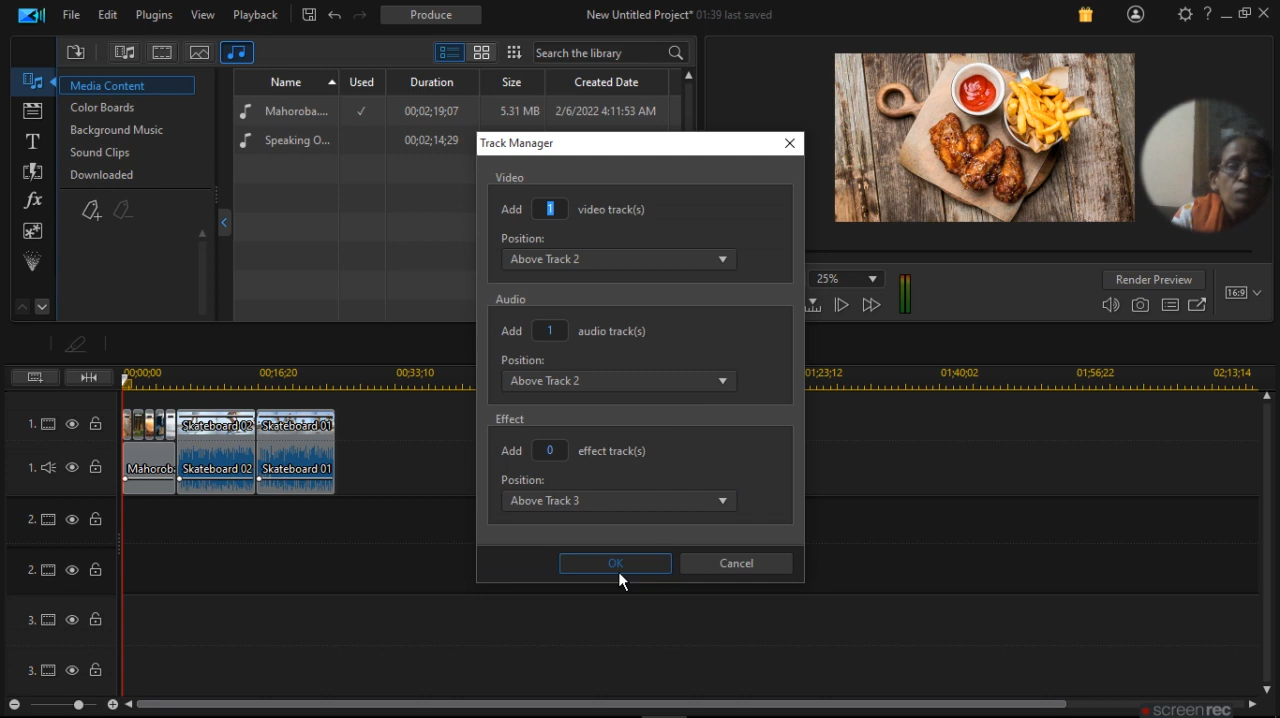 File Edit Plugins View Playback Produce New Untitled Project* 01:39 last saved ?
Search the library
Media Content
Color Boards
Background Music
Sound Clips
Downloaded
Name Used Duration Size Created Date
Mahoroba.... ✓ 00;02;19;07 5.31 MB 2/6/2022 4:11:53 AM
Speaking O... 00;02;14;29
T
fx
Track Manager
Video
Add 1 video track(s)
Position:
Above Track 2
Audio
Add 1 audio track(s)
Position:
Above Track 2
Effect
Add 0 effect track(s)
Position:
Above Track 3
OK Cancel
25% Render Preview
16:9
00;00;00 00;16;20 00;33;10 01;23;12 01;40;02 01;56;22 02;13;14
1. Skateboard 02 Skateboard 01
1. Mahorob. Skateboard 02 Skateboard 01
2.
2.
3.
3.
screenrec